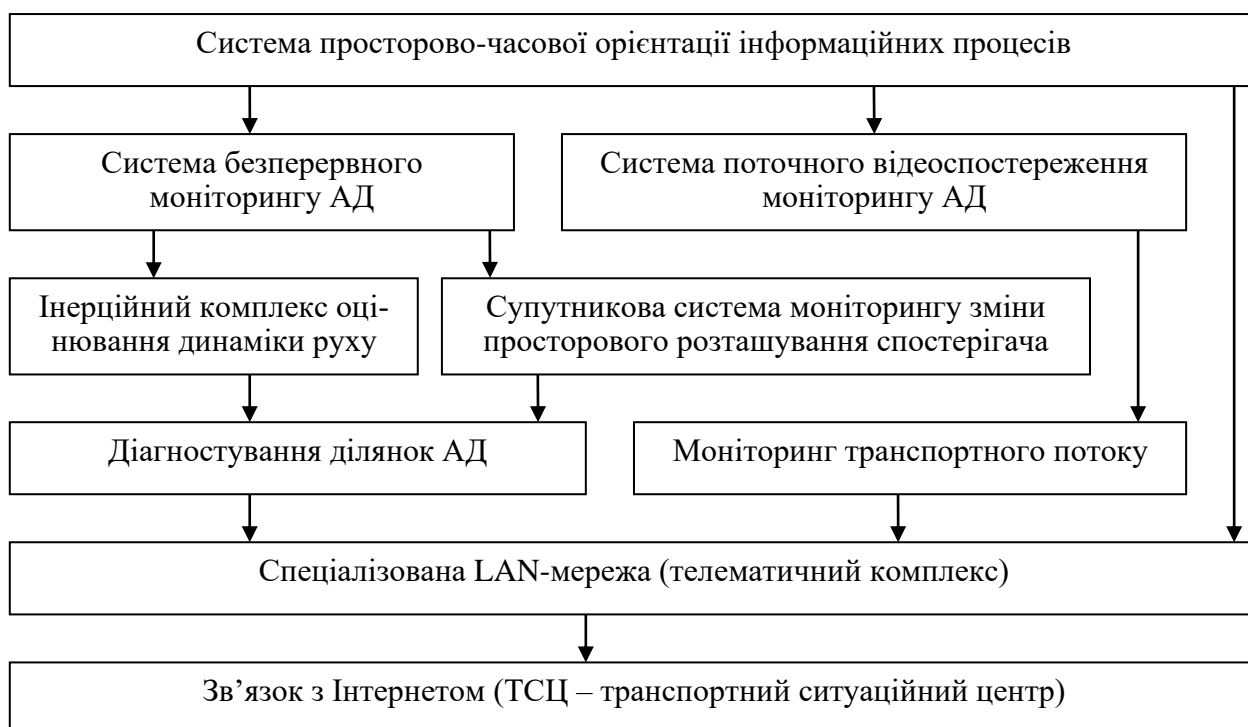 Система просторово-часової орієнтації інформаційних процесів
Система безперервного
моніторингу АД
Система поточного відеоспостереження
моніторингу АД
Інерційний комплекс оці-
нювання динаміки руху
Супутникова система моніторингу зміни
просторового розташування спостерігача
Діагностування ділянок АД
Моніторинг транспортного потоку
Спеціалізована LAN-мережа (телематичний комплекс)
Зв’язок з Інтернетом (ТСЦ – транспортний ситуаційний центр)